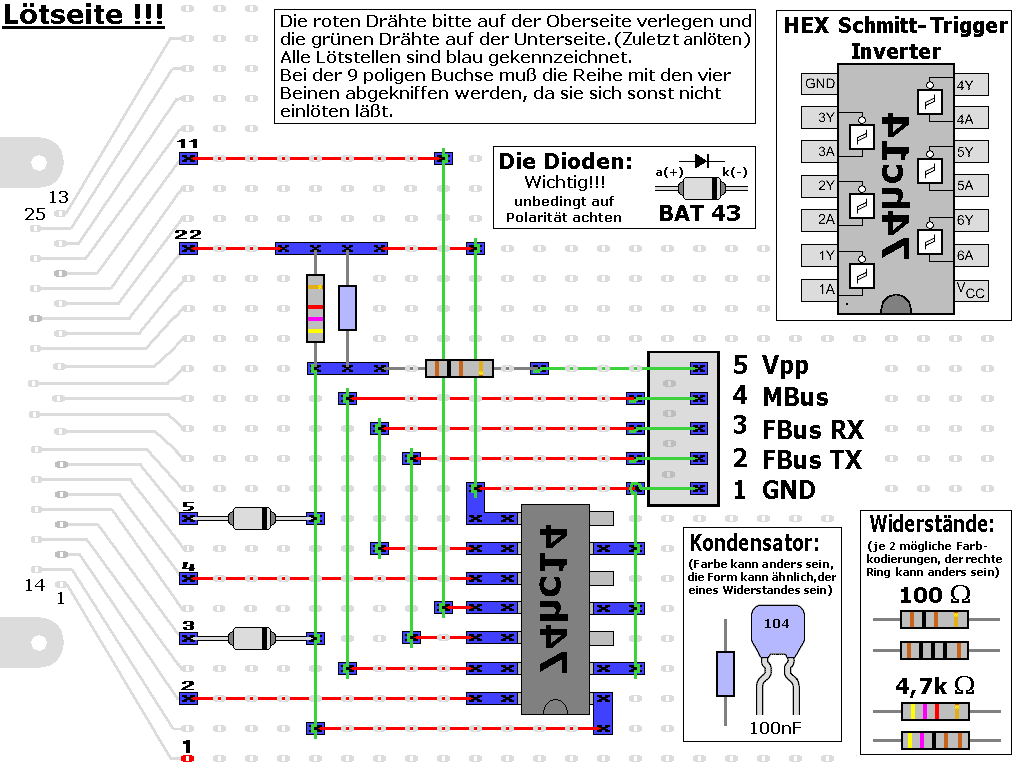 Lötseite !!!
Die roten Drähte bitte auf der Oberseite verlegen und
die grünen Drähte auf der Unterseite. (Zuletzt anlöten)
Alle Lötstellen sind blau gekennzeichnet.
Bei der 9 poligen Buchse muß die Reihe mit den vier
Beinen abgekniffen werden, da sie sich sonst nicht
einlöten läßt.
HEX Schmitt-Trigger
Inverter
GND
3Y
3A
2Y
2A
1Y
1A
74hc14
4Y
4A
5Y
5A
6Y
6A
VCC
Die Dioden:
Wichtig!!!
unbedingt auf
Polarität achten
a(+) k(-)
BAT 43
11
13
25
22
5 Vpp
4 MBus
3 FBus RX
2 FBus TX
1 GND
5
4
3
2
1
14
1
74hc14
Kondensator:
(Farbe kann anders sein,
die Form kann ähnlich,der
eines Widerstandes sein)
104
100nF
Widerstände:
(je 2 mögliche Farb-
kodierungen, der rechte
Ring kann anders sein)
100 Ω
4,7k Ω